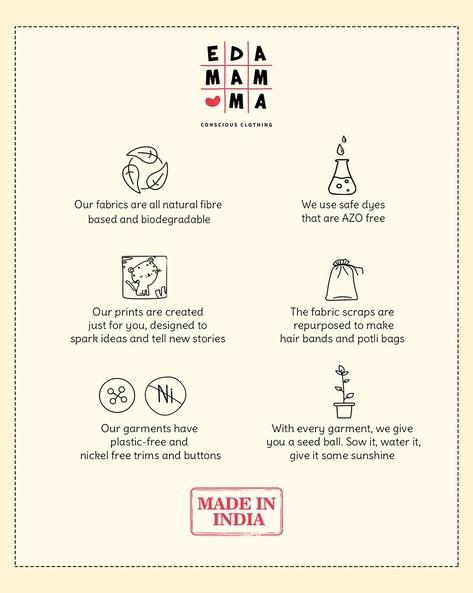 EDA
MAM
MA
CONSCIOUS CLOTHING
Our fabrics are all natural fibre
based and biodegradable
We use safe dyes
that are AZO free
Our prints are created
just for you, designed to
spark ideas and tell new stories
The fabric scraps are
repurposed to make
hair bands and potli bags
Ni
Our garments have
plastic-free and
nickel free trims and buttons
With every garment, we give
you a seed ball. Sow it, water it,
give it some sunshine
MADE IN
INDIA